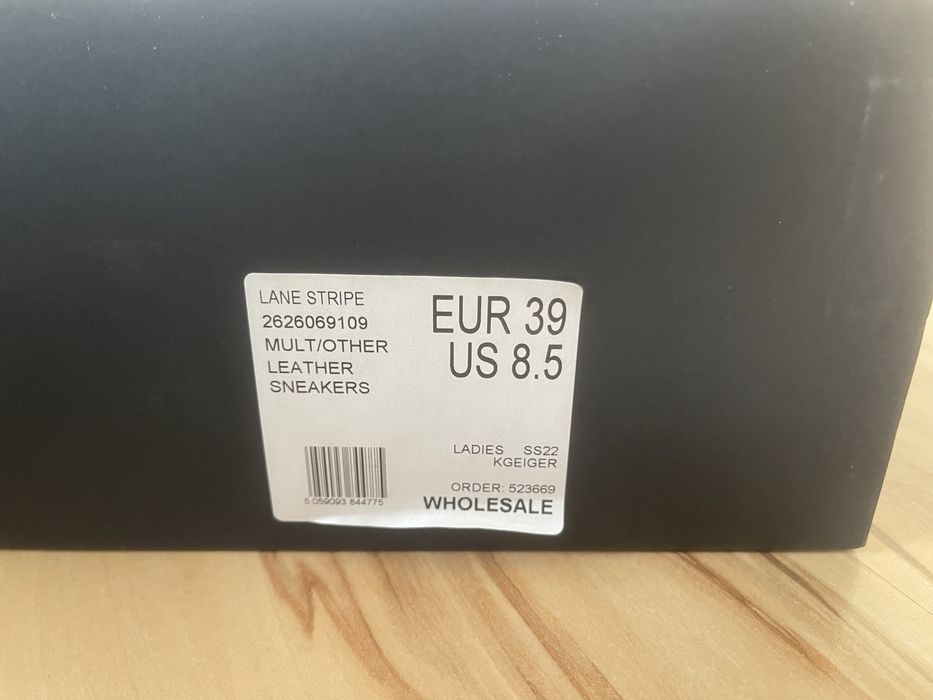 LANE STRIPE
2626069109
MULT/OTHER
LEATHER
SNEAKERS
EUR 39
US 8.5
LADIES SS22
KGEIGER
ORDER: 523669
WHOLESALE
5 059093 844775